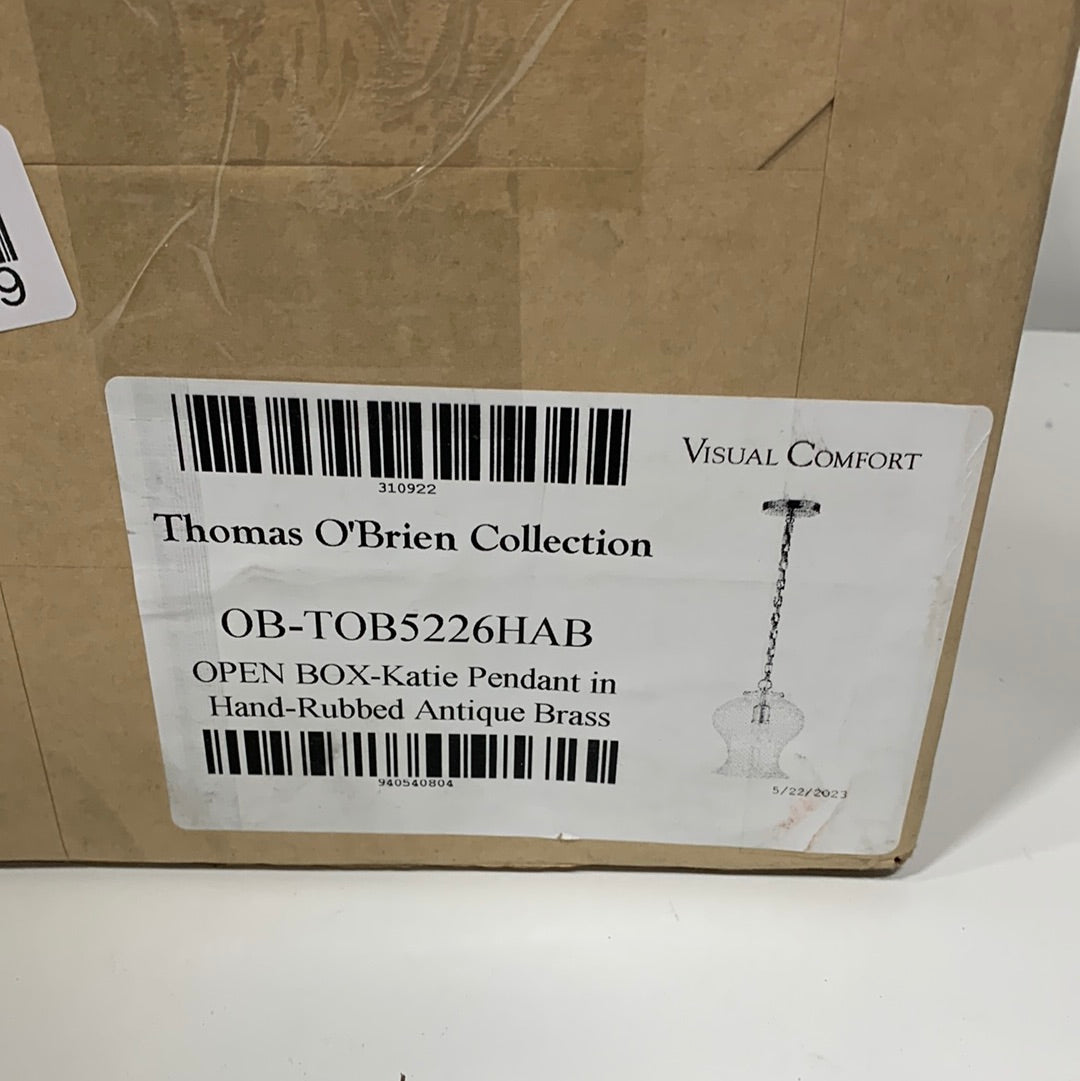 9
310922
VISUAL COMFORT
Thomas O'Brien Collection
OB-TOB5226HAB
OPEN BOX-Katie Pendant in
Hand-Rubbed Antique Brass
940540804
5/22/2023